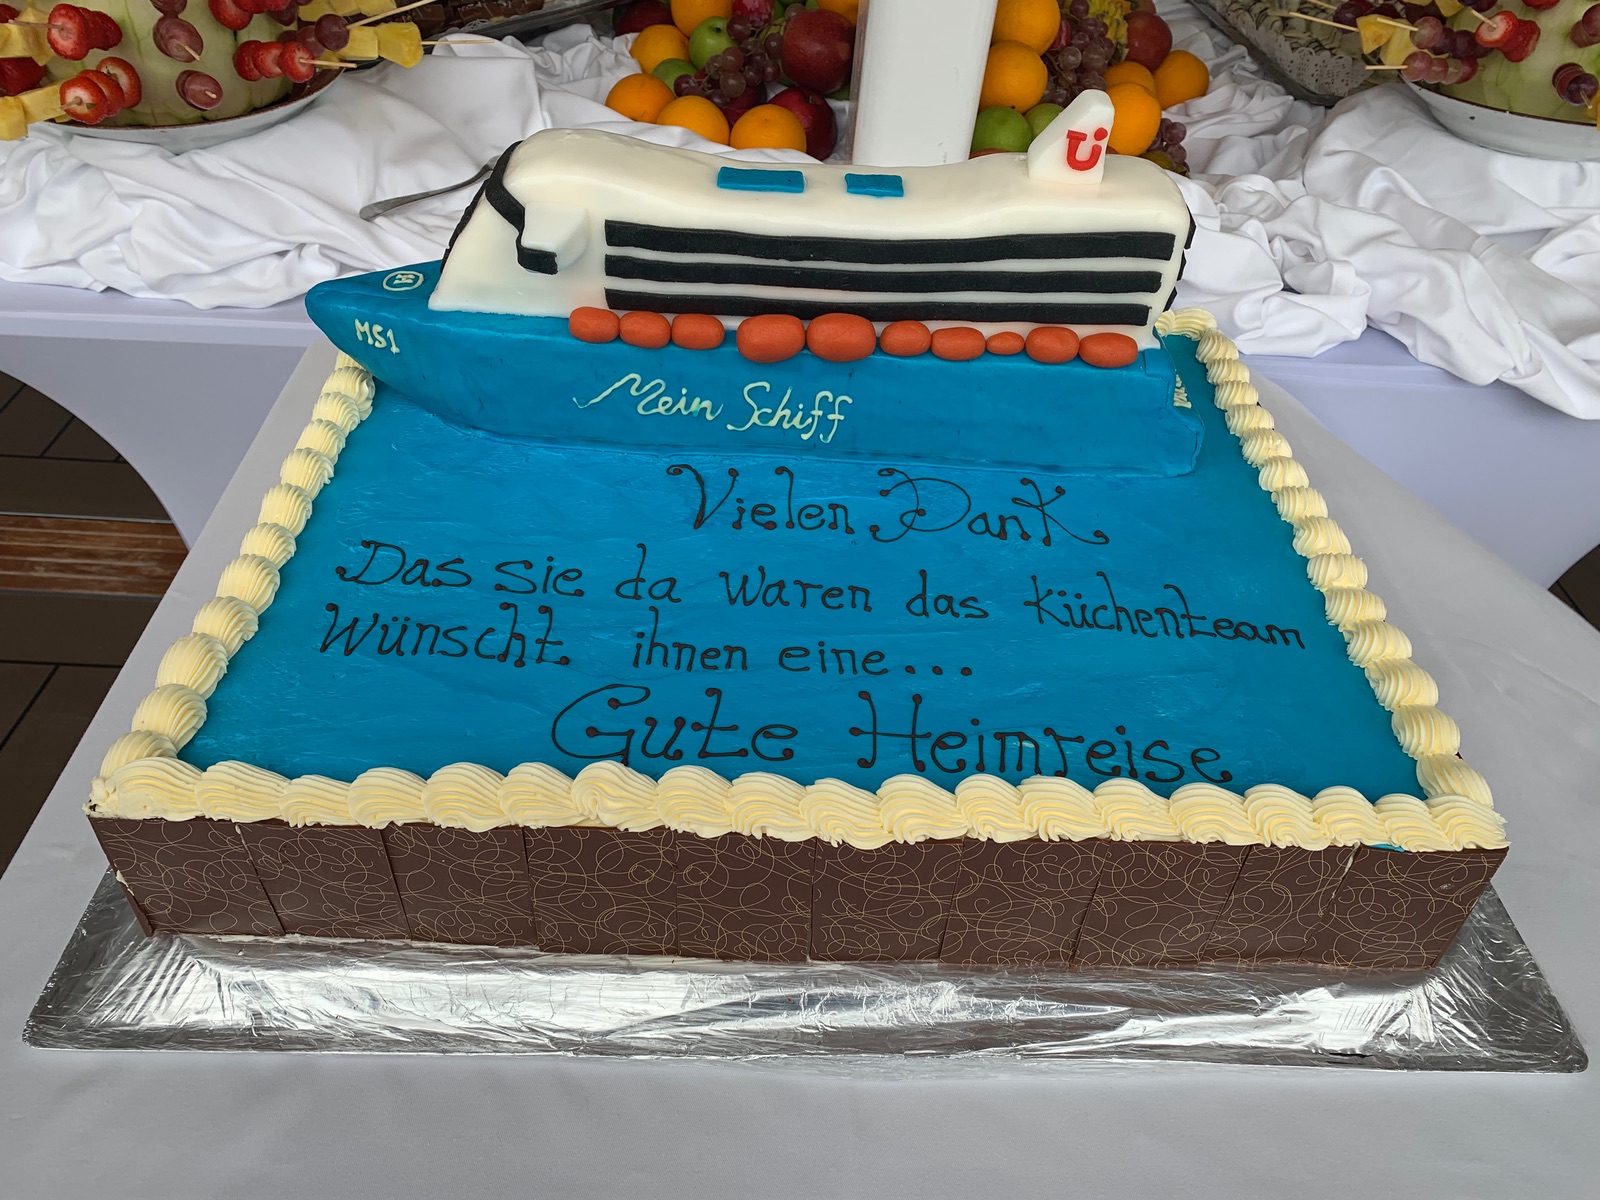 MS1
Mein Schiff
Vielen Dank
Das sie da waren das Küchenteam
Wünscht ihnen eine...
Gute Heimreise